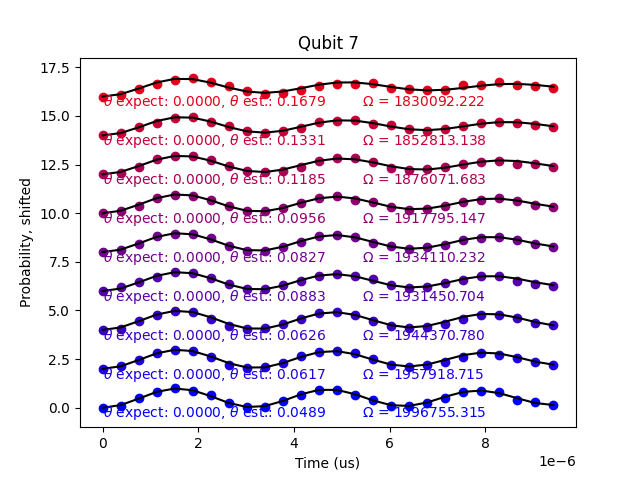 Qubit 7
17.5
θ expect: 0.0000, θ est.: 0.1679 Ω = 1830092.222
15.0
θ expect: 0.0000, θ est.: 0.1331 Ω = 1852813.138
12.5
θ expect: 0.0000, θ est.: 0.1185 Ω = 1876071.683
10.0
θ expect: 0.0000, θ est.: 0.0956 Ω = 1917795.147
7.5
θ expect: 0.0000, θ est.: 0.0827 Ω = 1934110.232
θ expect: 0.0000, θ est.: 0.0883 Ω = 1931450.704
5.0
θ expect: 0.0000, θ est.: 0.0626 Ω = 1944370.780
2.5
θ expect: 0.0000, θ est.: 0.0617 Ω = 1957918.715
0.0
θ expect: 0.0000, θ est.: 0.0489 Ω = 1996755.315
Probability, shifted
0 2 4 6 8
Time (us)
1e−6